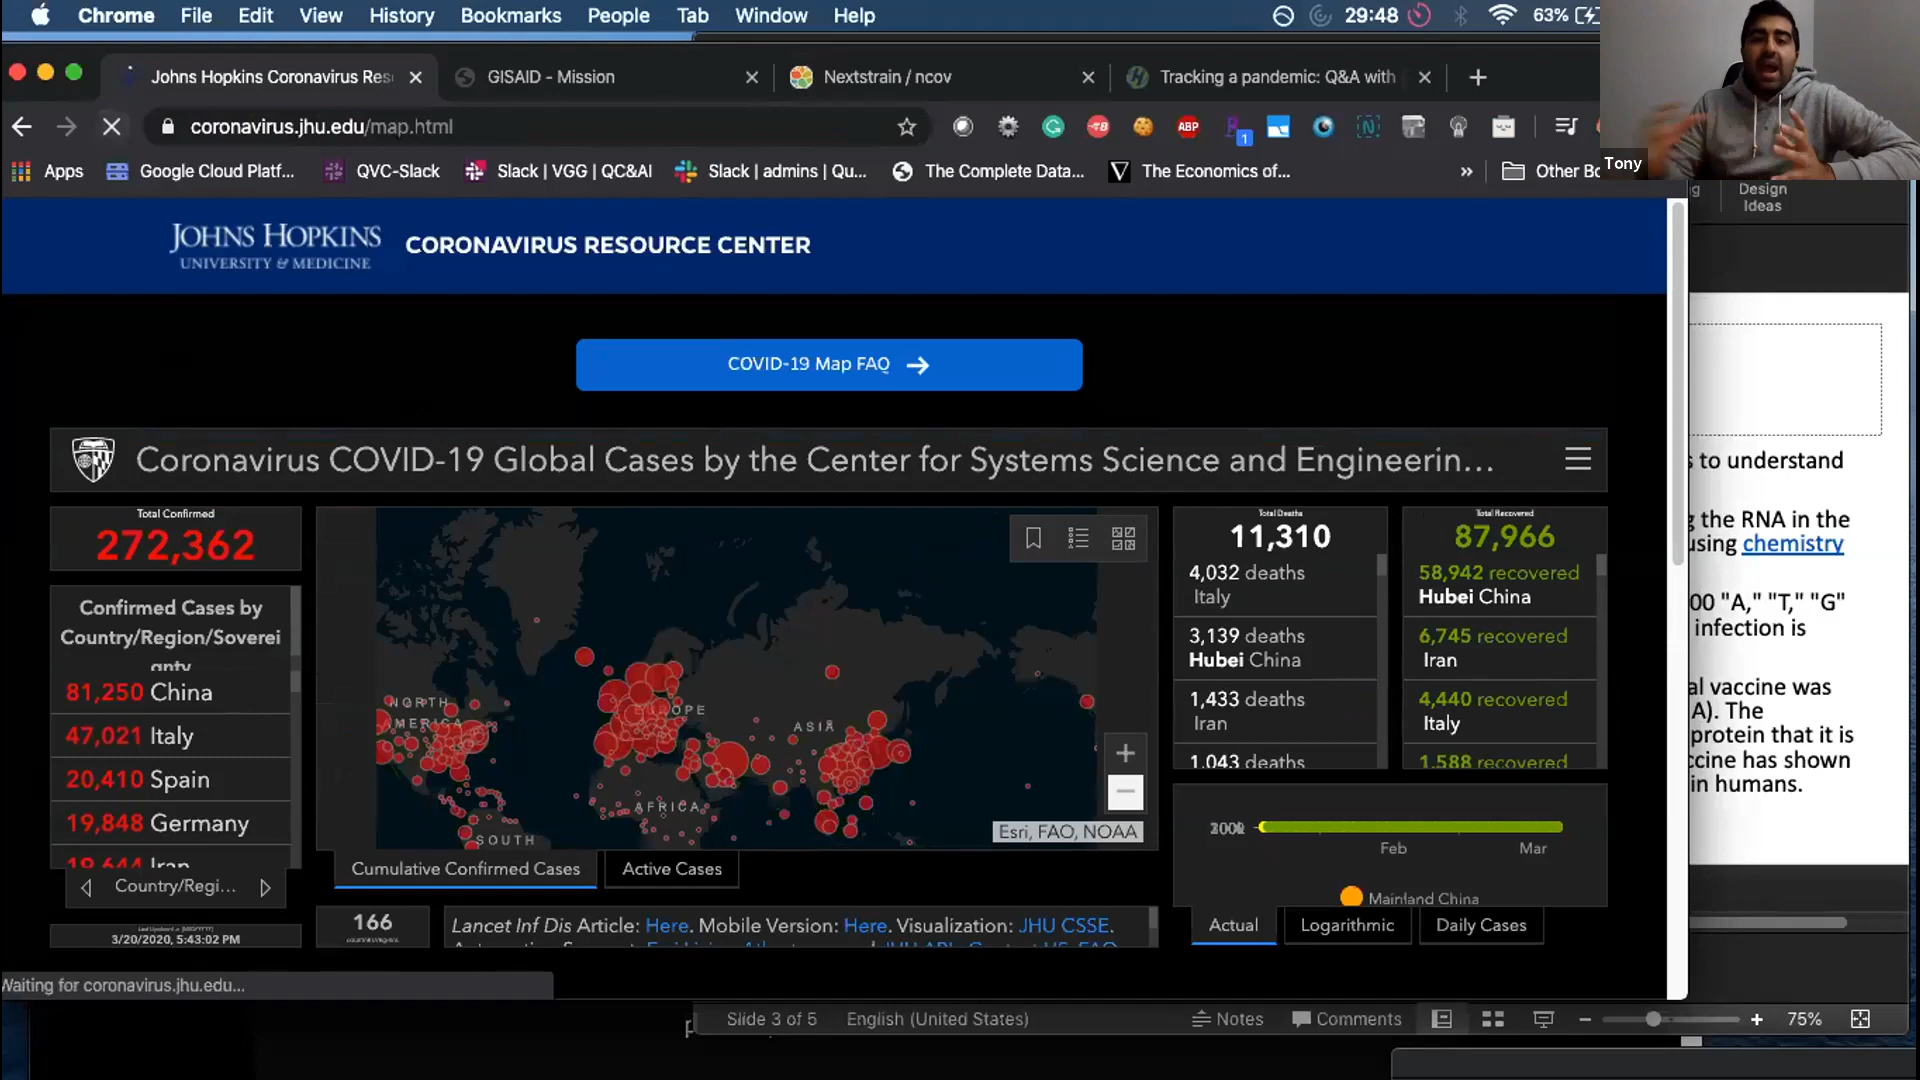 Chrome File Edit View History Bookmarks People Tab Window Help 29:48 63%
Johns Hopkins Coronavirus Res
GISAID - Mission
Nextstrain / ncov
Tracking a pandemic: Q&A with
coronavirus.jhu.edu/map.html
ABP
1
Tony
Apps
Google Cloud Platf...
QVC-Slack
Slack | VGG | QC&AI
Slack | admins | Qu...
The Complete Data...
The Economics of...
»
Other Bo
Design
Ideas
JOHNS HOPKINS
UNIVERSITY & MEDICINE
CORONAVIRUS RESOURCE CENTER
COVID-19 Map FAQ
Coronavirus COVID-19 Global Cases by the Center for Systems Science and Engineerin...
Total Confirmed
272,362
Confirmed Cases by
Country/Region/Soverei
gnty
81,250 China
47,021 Italy
20,410 Spain
19,848 Germany
19,644 Iran
Country/Regi...
3/20/2020, 5:43:02 PM
NORTH
AMERICA
EUROPE
ASIA
AFRICA
SOUTH
Esri, FAO, NOAA
Cumulative Confirmed Cases
Active Cases
166
Lancet Inf Dis Article: Here. Mobile Version: Here. Visualization: JHU CSSE.
Total Deaths
11,310
4,032 deaths
Italy
3,139 deaths
Hubei China
1,433 deaths
Iran
1,043 deaths
Total Recovered
87,966
58,942 recovered
Hubei China
6,745 recovered
Iran
4,440 recovered
Italy
1,588 recovered
Feb
Mar
Mainland China
Actual
Logarithmic
Daily Cases
s to understand
g the RNA in the
using chemistry
00 "A," "T," "G"
infection is
al vaccine was
A). The
protein that it is
ccine has shown
in humans.
Waiting for coronavirus.jhu.edu...
Slide 3 of 5
English (United States)
Notes
Comments
75%